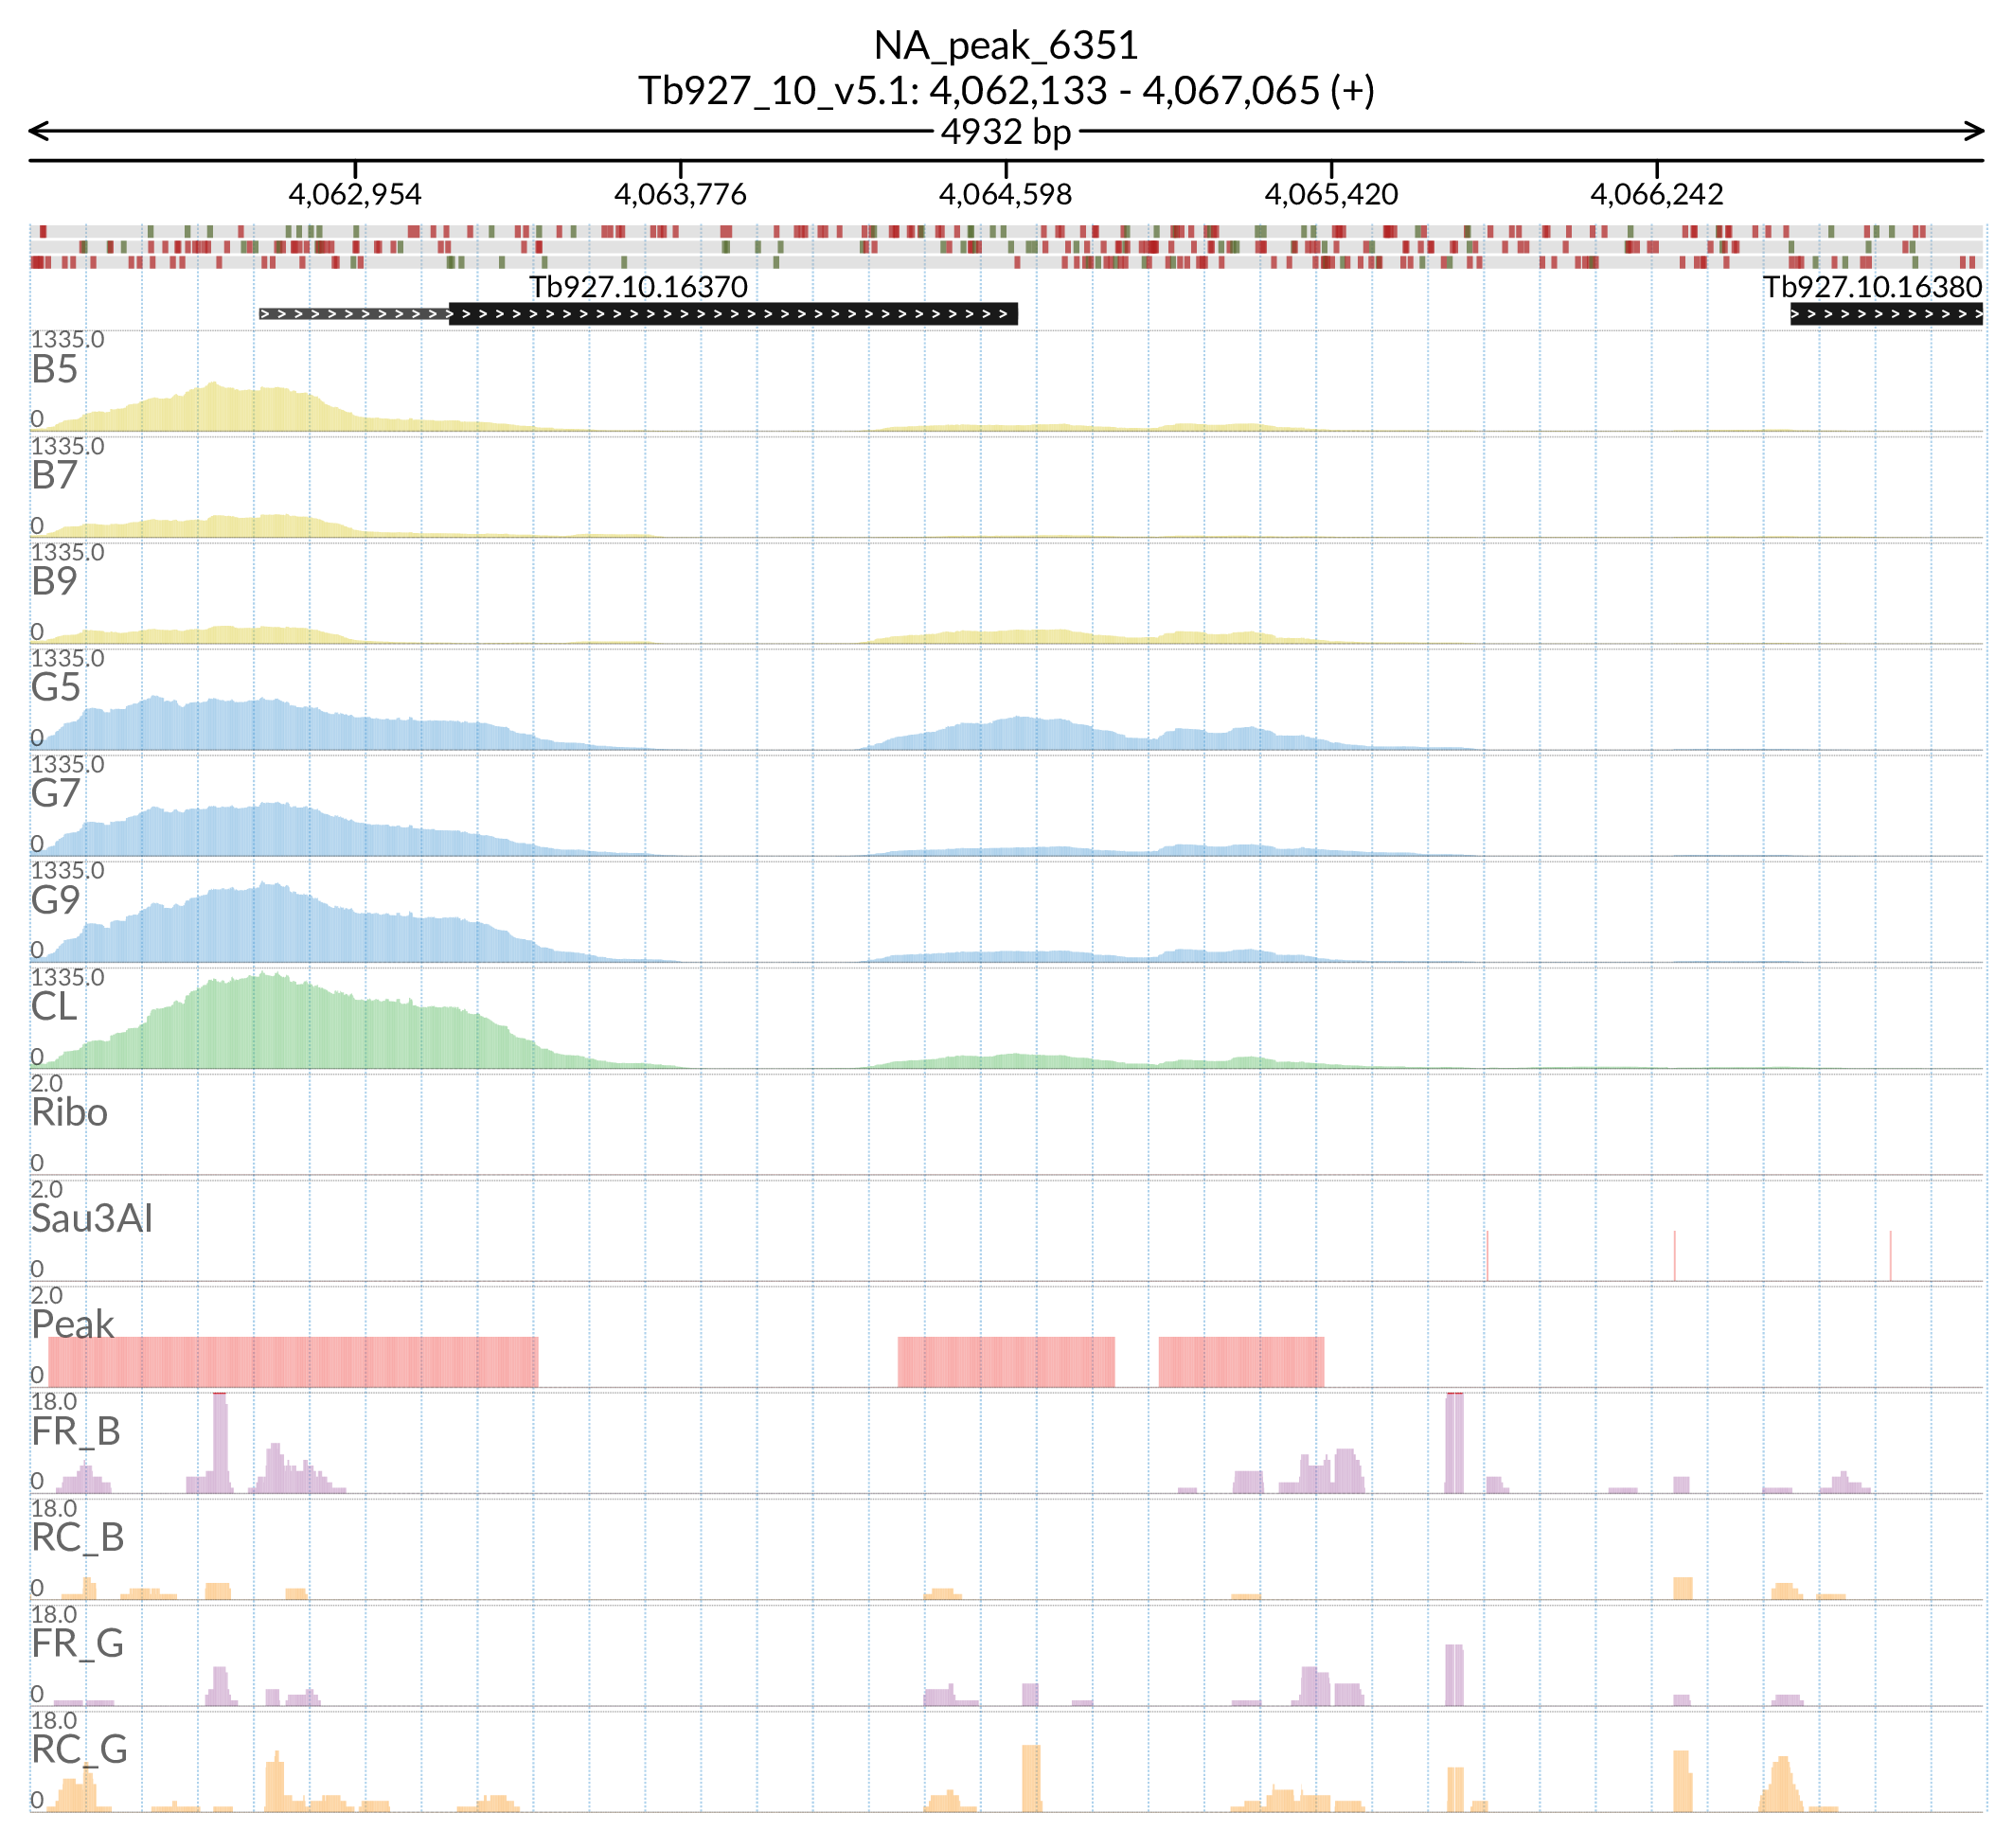 NA_peak_6351
Tb927_10_v5.1: 4,062,133 - 4,067,065 (+)
4932 bp
4,062,954 4,063,776 4,064,598 4,065,420 4,066,242
Tb927.10.16370 Tb927.10.16380
1335.0
B5
0
1335.0
B7
0
1335.0
B9
0
1335.0
G5
0
1335.0
G7
0
1335.0
G9
0
1335.0
CL
0
2.0
Ribo
0
2.0
Sau3AI
0
2.0
Peak
0
18.0
FR_B
0
18.0
RC_B
0
18.0
FR_G
0
18.0
RC_G
0